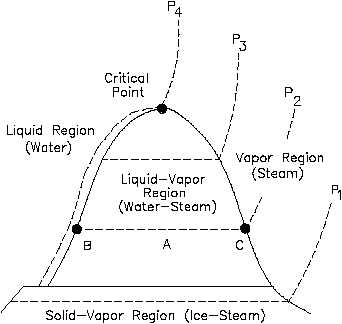 P4
P3
Critical
Point
P2
Liquid Region
(Water)
Vapor Region
(Steam)
Liquid–Vapor
Region
(Water–Steam)
P1
B
A
C
Solid–Vapor Region (Ice–Steam)